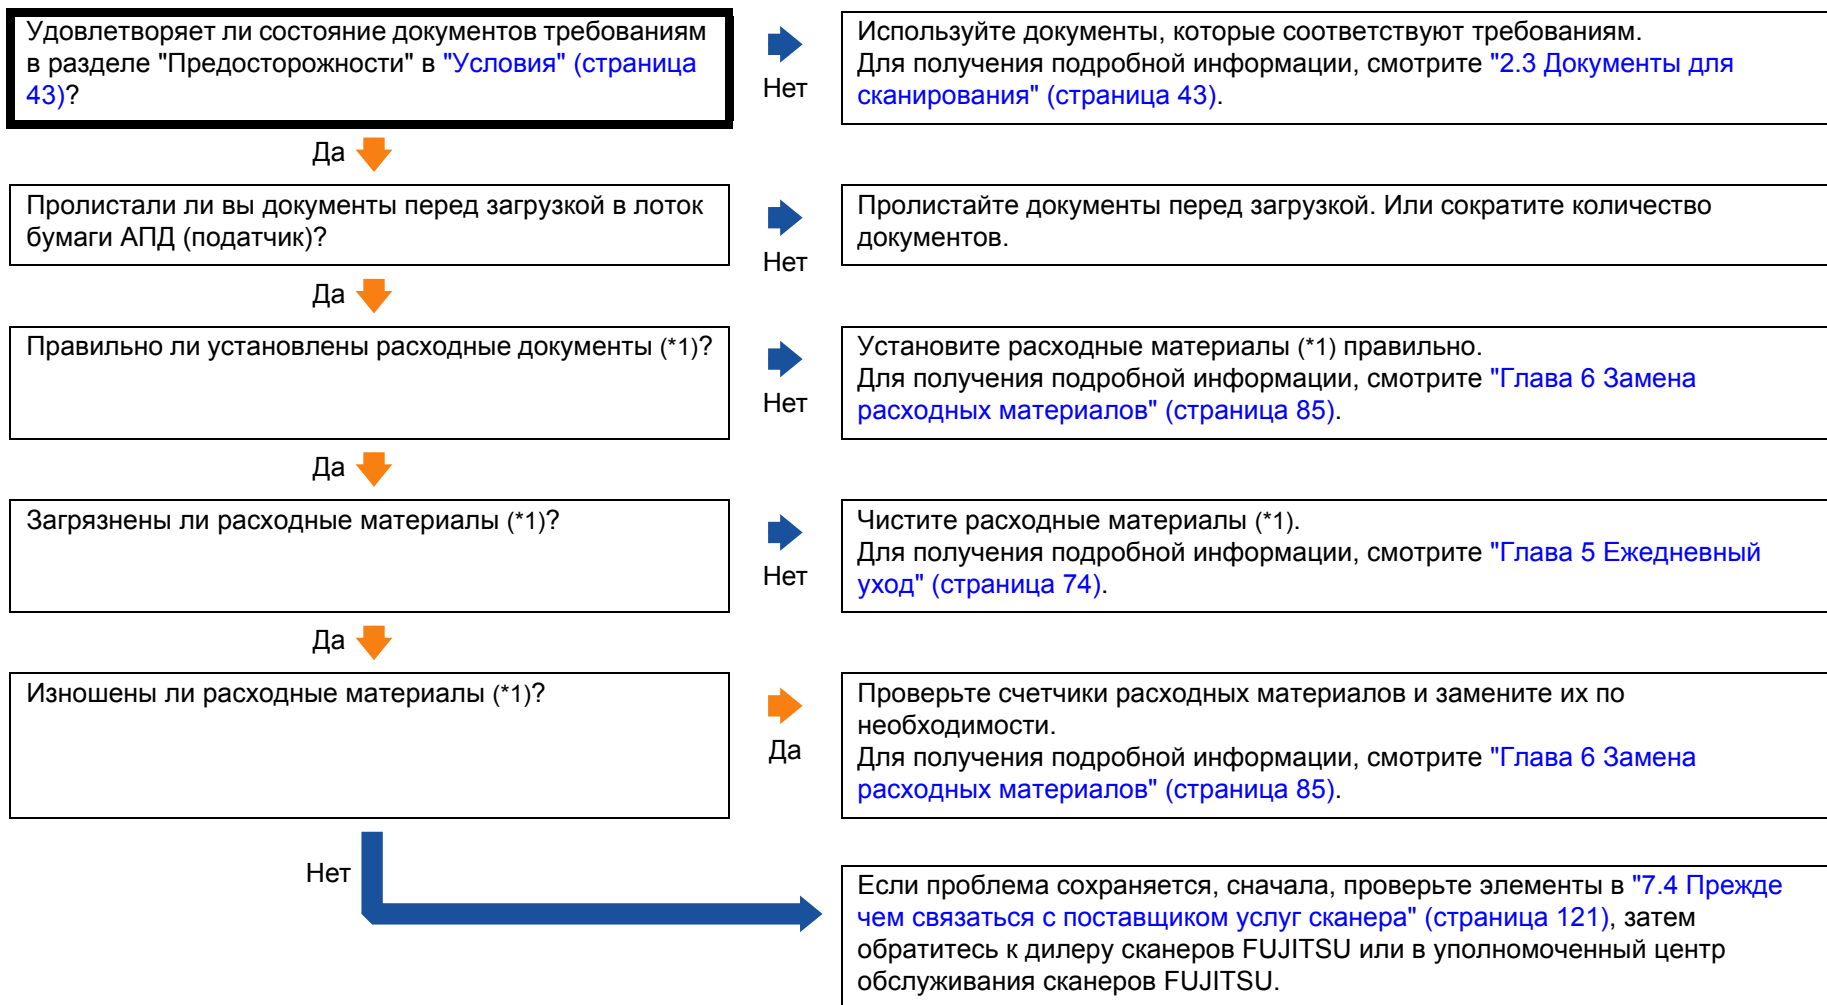 Удовлетворяет ли состояние документов требованиям
в разделе "Предосторожности" в "Условия" (страница
43)?
Нет
Используйте документы, которые соответствуют требованиям.
Для получения подробной информации, смотрите "2.3 Документы для
сканирования" (страница 43).
Да
Пролистали ли вы документы перед загрузкой в лоток
бумаги АПД (податчик)?
Нет
Пролистайте документы перед загрузкой. Или сократите количество
документов.
Да
Правильно ли установлены расходные документы (*1)?
Нет
Установите расходные материалы (*1) правильно.
Для получения подробной информации, смотрите "Глава 6 Замена
расходных материалов" (страница 85).
Да
Загрязнены ли расходные материалы (*1)?
Нет
Чистите расходные материалы (*1).
Для получения подробной информации, смотрите "Глава 5 Ежедневный
уход" (страница 74).
Да
Изношены ли расходные материалы (*1)?
Да
Проверьте счетчики расходных материалов и замените их по
необходимости.
Для получения подробной информации, смотрите "Глава 6 Замена
расходных материалов" (страница 85).
Нет
Если проблема сохраняется, сначала, проверьте элементы в "7.4 Прежде
чем связаться с поставщиком услуг сканера" (страница 121), затем
обратитесь к дилеру сканеров FUJITSU или в уполномоченный центр
обслуживания сканеров FUJITSU.